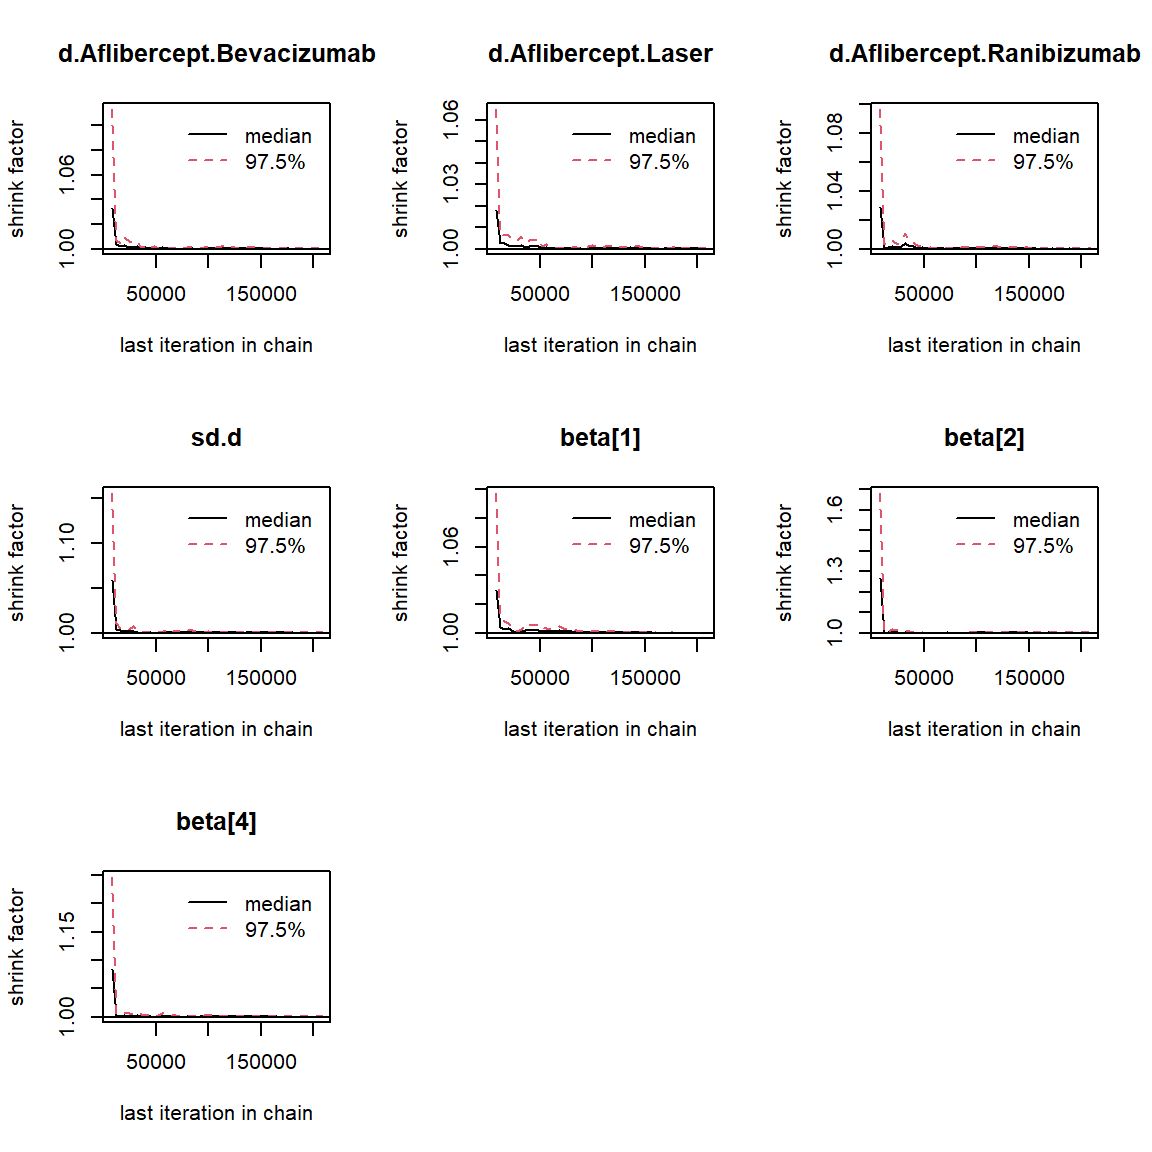 d.Aflibercept.Bevacizumab
shrink factor
1.00
1.06
median
97.5%
50000
150000
last iteration in chain
d.Aflibercept.Laser
shrink factor
1.00
1.03
1.06
median
97.5%
50000
150000
last iteration in chain
d.Aflibercept.Ranibizumab
shrink factor
1.00
1.04
1.08
median
97.5%
50000
150000
last iteration in chain
sd.d
shrink factor
1.00
1.10
median
97.5%
50000
150000
last iteration in chain
beta[1]
shrink factor
1.00
1.06
median
97.5%
50000
150000
last iteration in chain
beta[2]
shrink factor
1.0
1.3
1.6
median
97.5%
50000
150000
last iteration in chain
beta[4]
shrink factor
1.00
1.15
median
97.5%
50000
150000
last iteration in chain